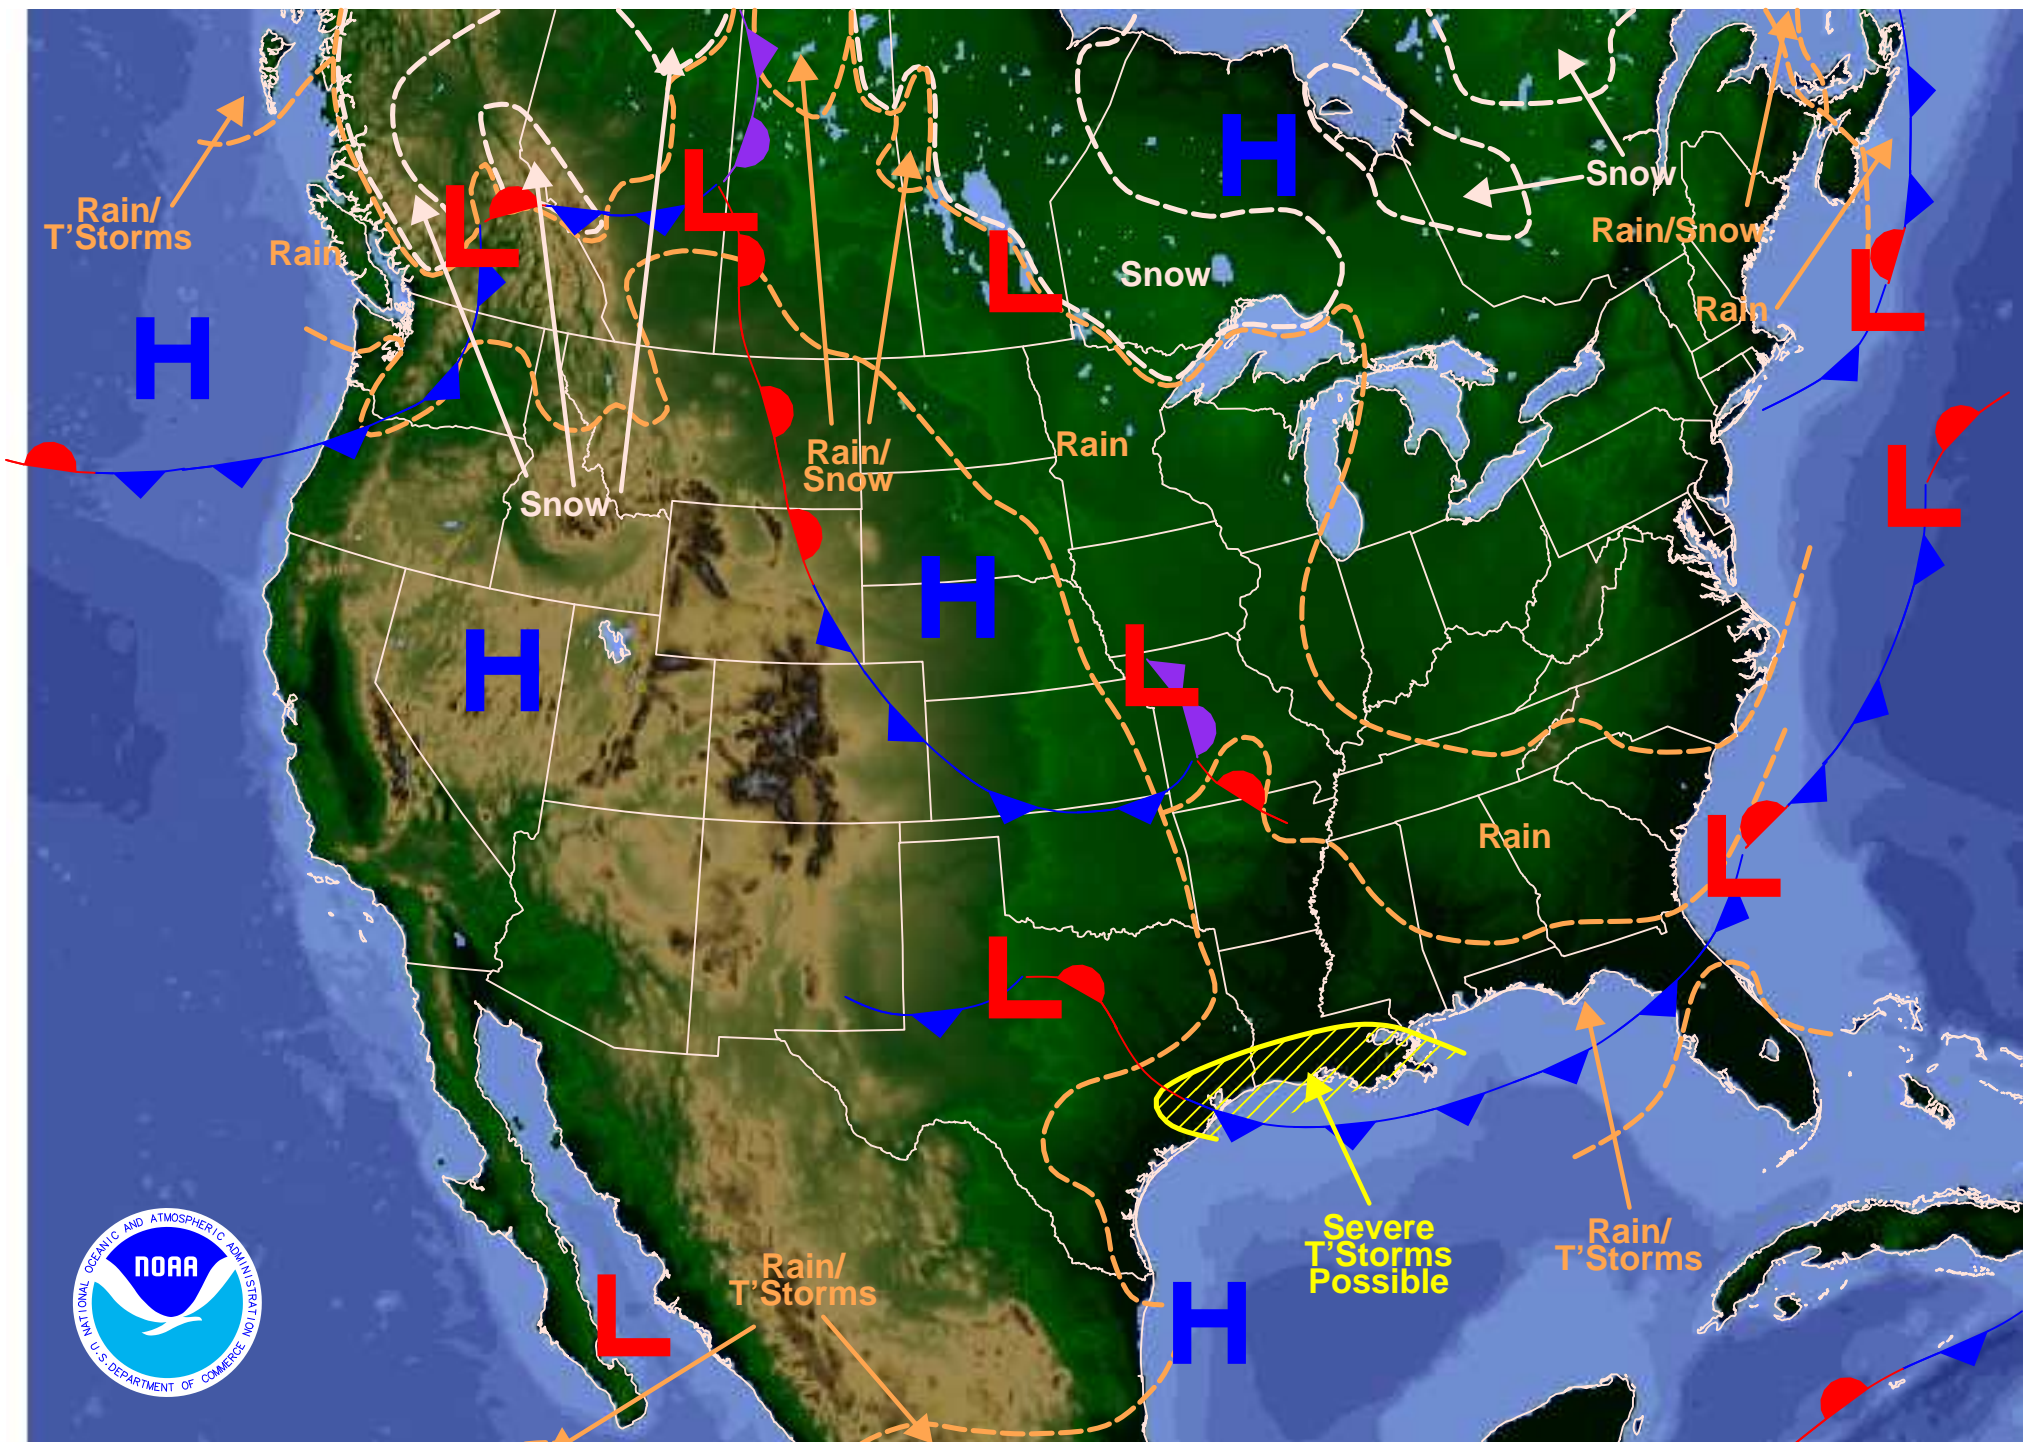 Rain/
T'Storms
Rain
H
L
L
L
H
Snow
Snow
Rain/Snow
Rain
L
H
Snow
Rain/
Snow
Rain
L
H
H
L
Rain
L
L
Severe
T'Storms
Possible
Rain/
T'Storms
Rain/
T'Storms
L
H
NATIONAL OCEANIC AND ATMOSPHERIC ADMINISTRATION
NOAA
U.S. DEPARTMENT OF COMMERCE